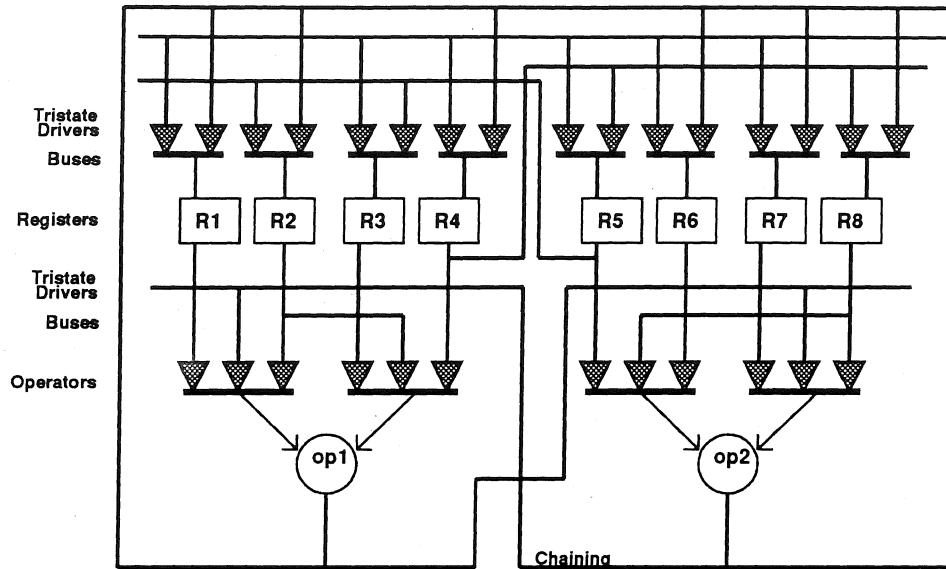 Tristate
Drivers
Buses
Registers
R1 R2 R3 R4 R5 R6 R7 R8
Tristate
Drivers
Buses
Operators
op1 op2
Chaining